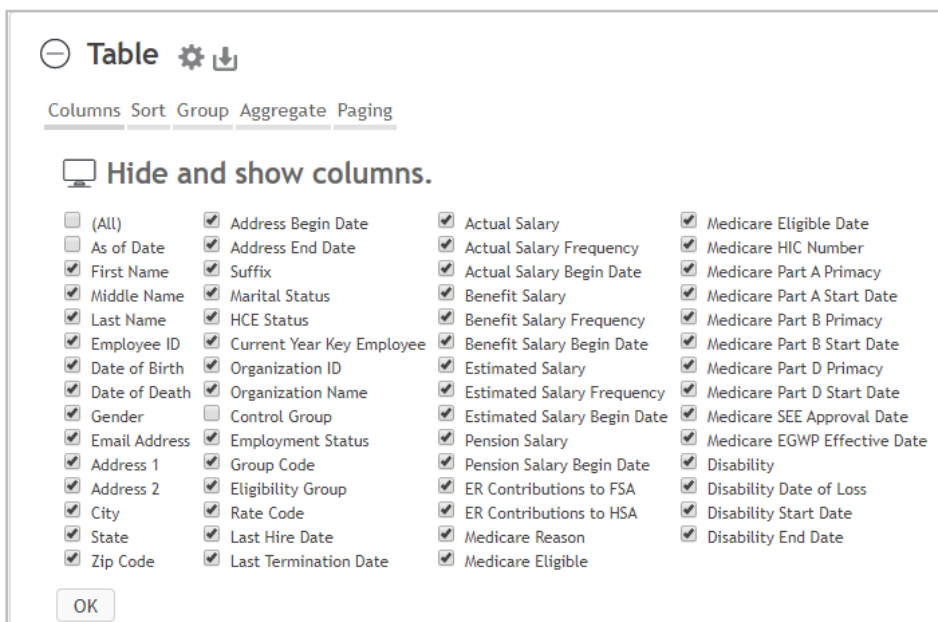 Table
Columns Sort Group Aggregate Paging
Hide and show columns.
(All)
As of Date
First Name
Middle Name
Last Name
Employee ID
Date of Birth
Date of Death
Gender
Email Address
Address 1
Address 2
City
State
Zip Code
Address Begin Date
Address End Date
Suffix
Marital Status
HCE Status
Current Year Key Employee
Organization ID
Organization Name
Control Group
Employment Status
Group Code
Eligibility Group
Rate Code
Last Hire Date
Last Termination Date
Actual Salary
Actual Salary Frequency
Actual Salary Begin Date
Benefit Salary
Benefit Salary Frequency
Benefit Salary Begin Date
Estimated Salary
Estimated Salary Frequency
Estimated Salary Begin Date
Pension Salary
Pension Salary Begin Date
ER Contributions to FSA
ER Contributions to HSA
Medicare Reason
Medicare Eligible
Medicare Eligible Date
Medicare HIC Number
Medicare Part A Primacy
Medicare Part A Start Date
Medicare Part B Primacy
Medicare Part B Start Date
Medicare Part D Primacy
Medicare Part D Start Date
Medicare SEE Approval Date
Medicare EGWP Effective Date
Disability
Disability Date of Loss
Disability Start Date
Disability End Date
OK